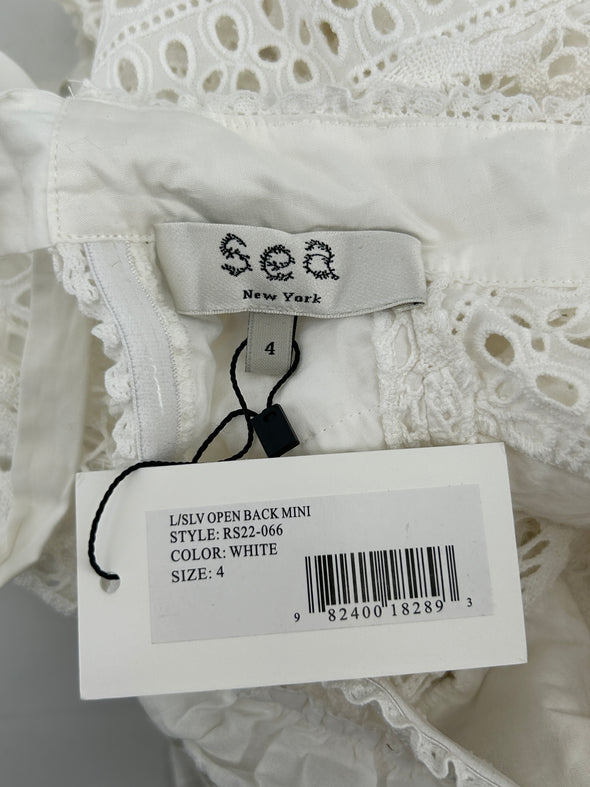 sea
New York
4
L/SLV OPEN BACK MINI
STYLE: RS22-066
COLOR: WHITE
SIZE: 4
9 82400 18289 3